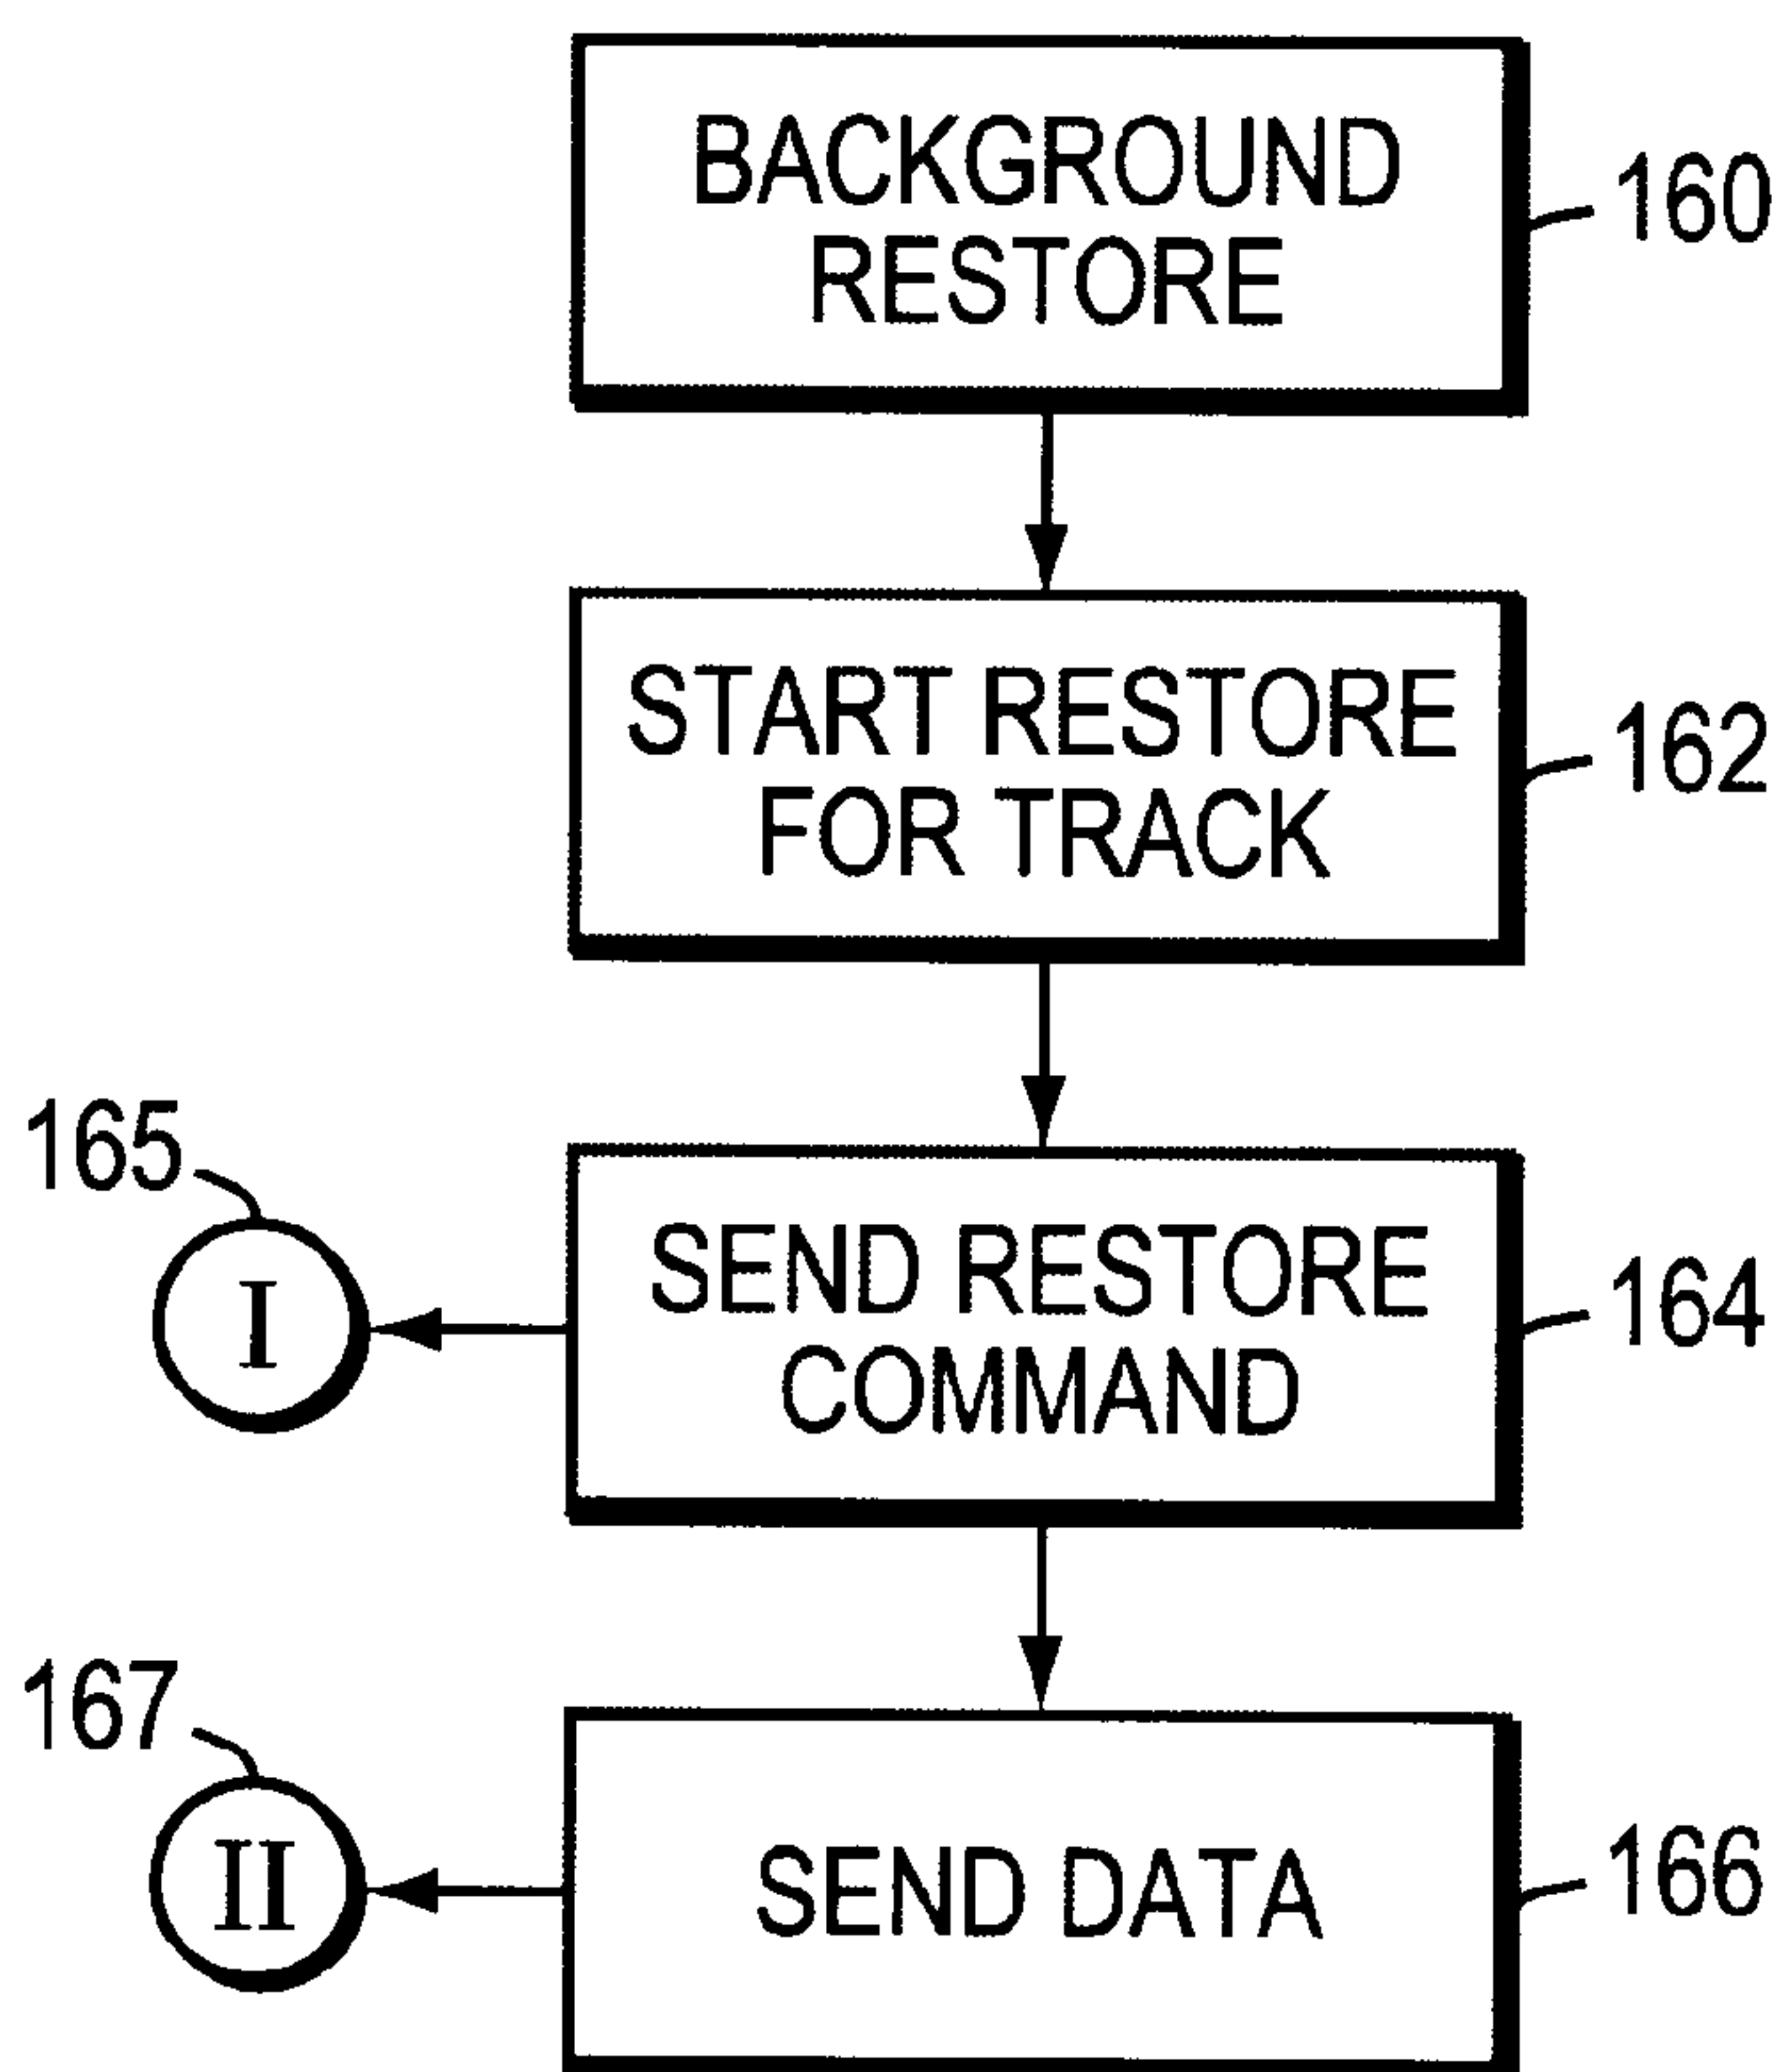 BACKGROUND
RESTORE
160
START RESTORE
FOR TRACK
162
165
I
SEND RESTORE
COMMAND
164
167
II
SEND DATA
166